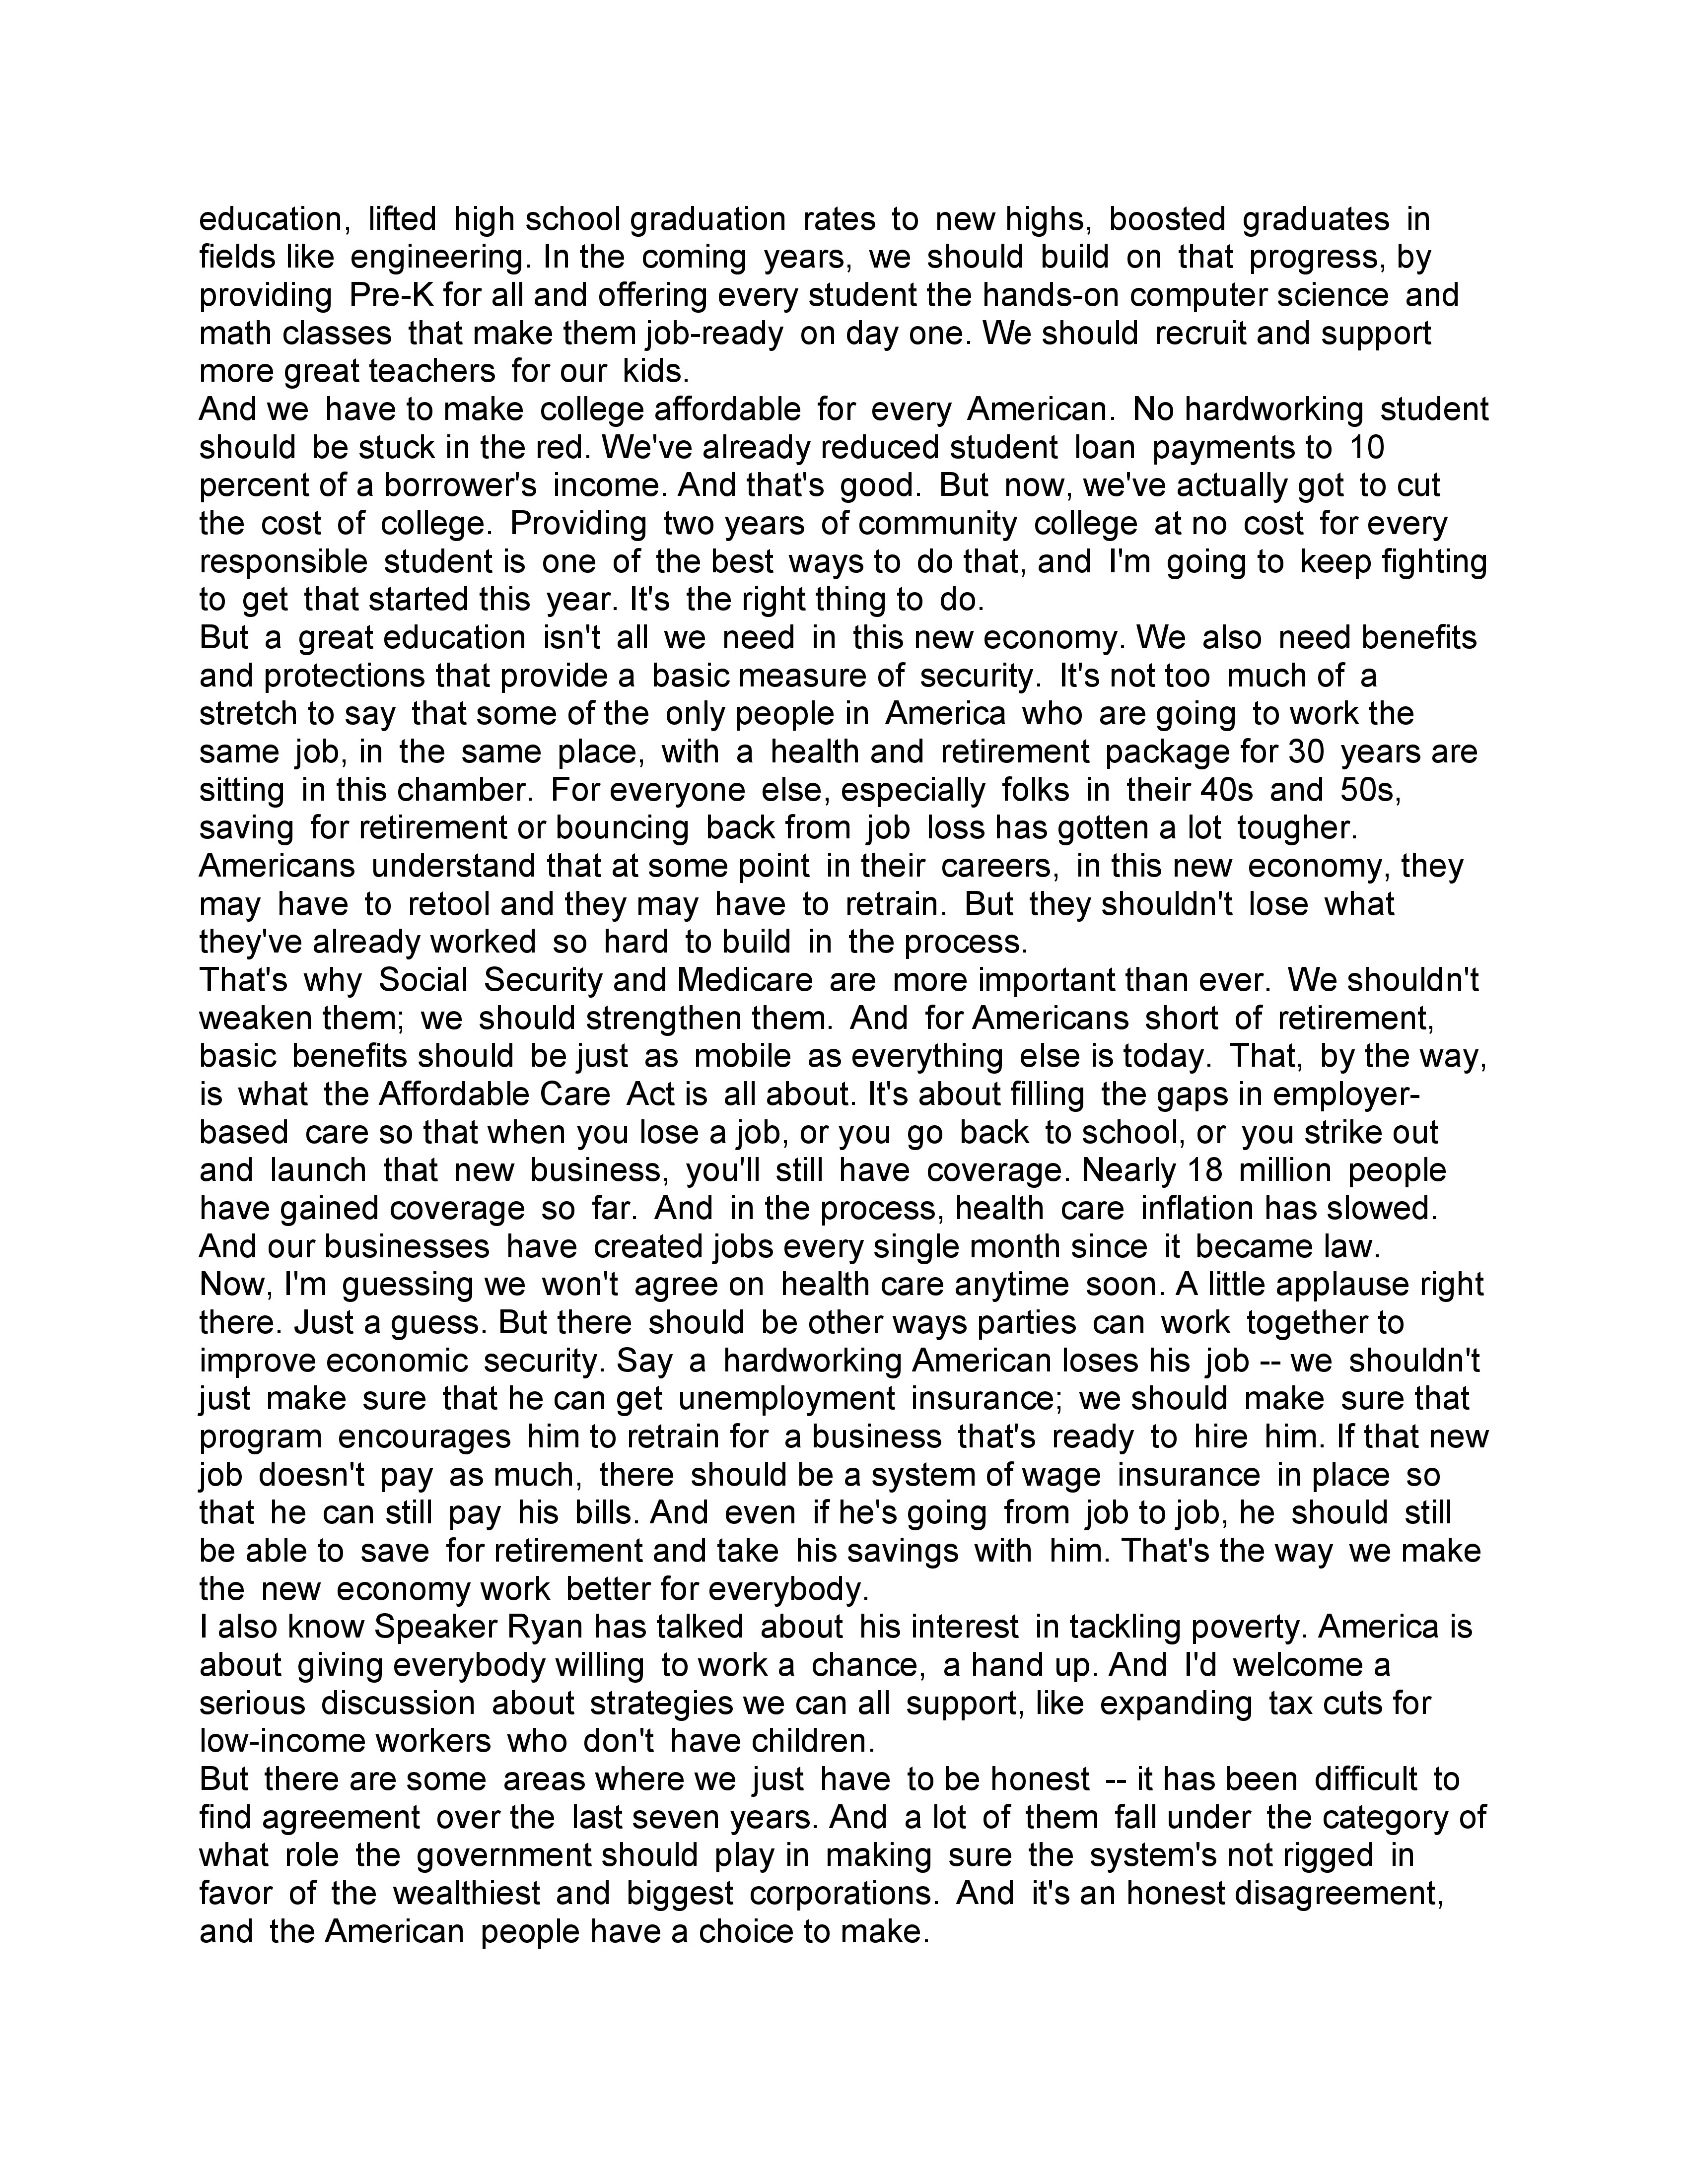 education, lifted high school graduation rates to new highs, boosted graduates in
fields like engineering. In the coming years, we should build on that progress, by
providing Pre-K for all and offering every student the hands-on computer science and
math classes that make them job-ready on day one. We should recruit and support
more great teachers for our kids.
And we have to make college affordable for every American. No hardworking student
should be stuck in the red. We've already reduced student loan payments to 10
percent of a borrower's income. And that's good. But now, we've actually got to cut
the cost of college. Providing two years of community college at no cost for every
responsible student is one of the best ways to do that, and I'm going to keep fighting
to get that started this year. It's the right thing to do.
But a great education isn't all we need in this new economy. We also need benefits
and protections that provide a basic measure of security. It's not too much of a
stretch to say that some of the only people in America who are going to work the
same job, in the same place, with a health and retirement package for 30 years are
sitting in this chamber. For everyone else, especially folks in their 40s and 50s,
saving for retirement or bouncing back from job loss has gotten a lot tougher.
Americans understand that at some point in their careers, in this new economy, they
may have to retool and they may have to retrain. But they shouldn't lose what
they've already worked so hard to build in the process.
That's why Social Security and Medicare are more important than ever. We shouldn't
weaken them; we should strengthen them. And for Americans short of retirement,
basic benefits should be just as mobile as everything else is today. That, by the way,
is what the Affordable Care Act is all about. It's about filling the gaps in employer-
based care so that when you lose a job, or you go back to school, or you strike out
and launch that new business, you'll still have coverage. Nearly 18 million people
have gained coverage so far. And in the process, health care inflation has slowed.
And our businesses have created jobs every single month since it became law.
Now, I'm guessing we won't agree on health care anytime soon. A little applause right
there. Just a guess. But there should be other ways parties can work together to
improve economic security. Say a hardworking American loses his job -- we shouldn't
just make sure that he can get unemployment insurance; we should make sure that
program encourages him to retrain for a business that's ready to hire him. If that new
job doesn't pay as much, there should be a system of wage insurance in place so
that he can still pay his bills. And even if he's going from job to job, he should still
be able to save for retirement and take his savings with him. That's the way we make
the new economy work better for everybody.
I also know Speaker Ryan has talked about his interest in tackling poverty. America is
about giving everybody willing to work a chance, a hand up. And I'd welcome a
serious discussion about strategies we can all support, like expanding tax cuts for
low-income workers who don't have children.
But there are some areas where we just have to be honest -- it has been difficult to
find agreement over the last seven years. And a lot of them fall under the category of
what role the government should play in making sure the system's not rigged in
favor of the wealthiest and biggest corporations. And it's an honest disagreement,
and the American people have a choice to make.